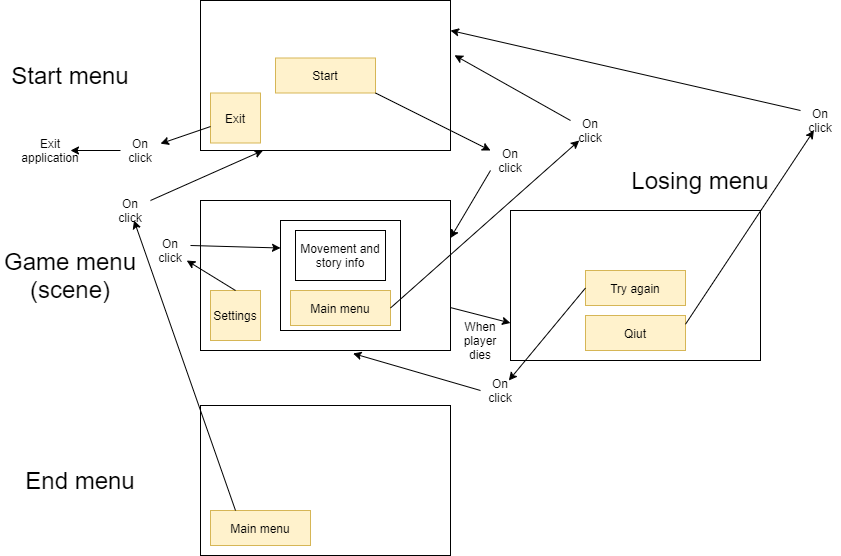 Start menu
Start
Exit
Exit
application
On
click
On
click
On
click
On
click
Losing menu
On
click
Game menu
(scene)
On
click
Movement and
story info
Settings
Main menu
When
player
dies
Try again
Qiut
On
click
End menu
Main menu